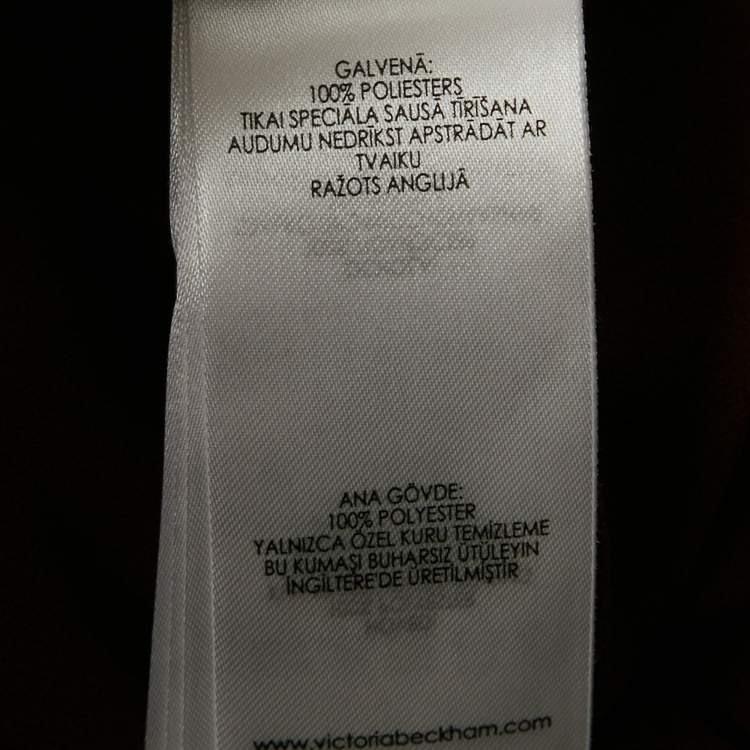 GALVENĀ:
100% POLIESTERS
TIKAI SPECIĀLA SAUSĀ TĪRĪŠANA
AUDUMU NEDRĪKST APSTRĀDĀT AR
TVAIKU
RAŽOTS ANGLIJĀ
ANA GÖVDE:
100% POLYESTER
YALNIZCA ÖZEL KURU TEMİZLEME
BU KUMAŞI BUHARSIZ ÜTÜLEYIN
İNGİLTERE'DE ÜRETİLMİŞTİR
www.victoriabeckham.com